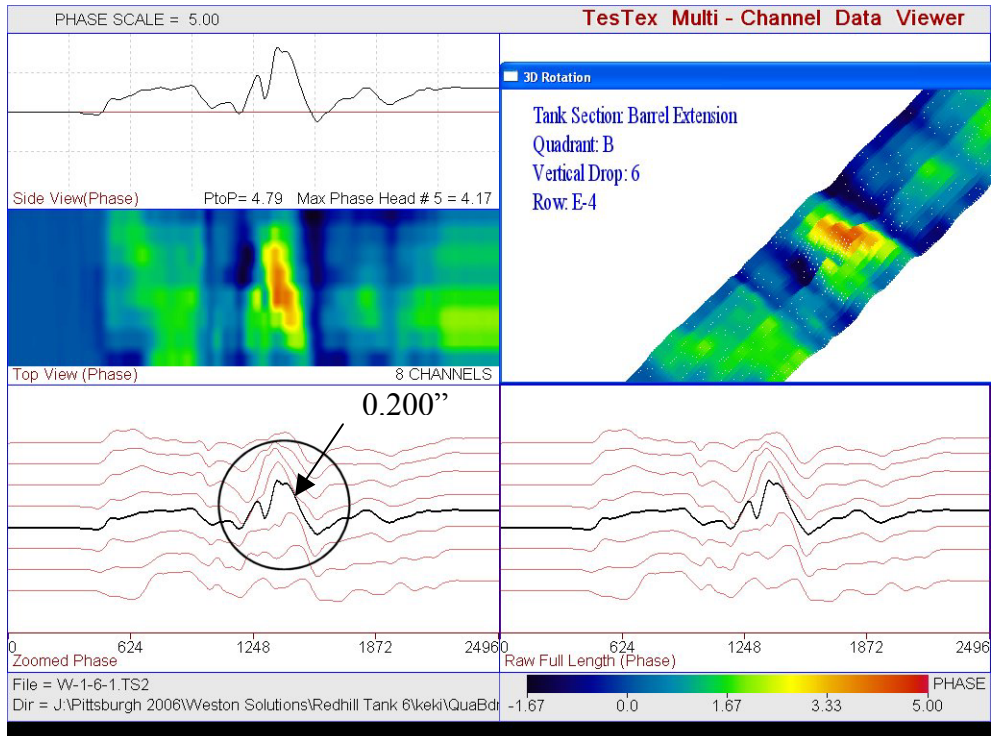 PHASE SCALE = 5.00
TesTex Multi - Channel Data Viewer
3D Rotation
Tank Section: Barrel Extension
Quadrant: B
Vertical Drop: 6
Row: E-4
Side View(Phase) PtoP= 4.79 Max Phase Head # 5 = 4.17
Top View (Phase) 8 CHANNELS
0.200”
0 624 1248 1872 2496
Zoomed Phase
0 624 1248 1872 2496
Raw Full Length (Phase)
File = W-1-6-1.TS2
Dir = J:\Pittsburgh 2006\Weston Solutions\Redhill Tank 6\keki\QuaBdr
PHASE
-1.67 0.0 1.67 3.33 5.00